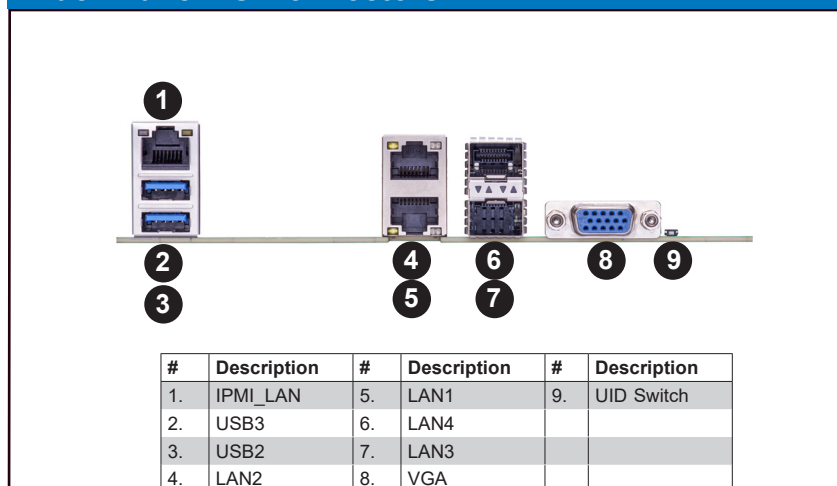 1
2
3
4
5
6
7
8
9
# Description # Description # Description
1. IPMI_LAN 5. LAN1 9. UID Switch
2. USB3 6. LAN4
3. USB2 7. LAN3
4. LAN2 8. VGA